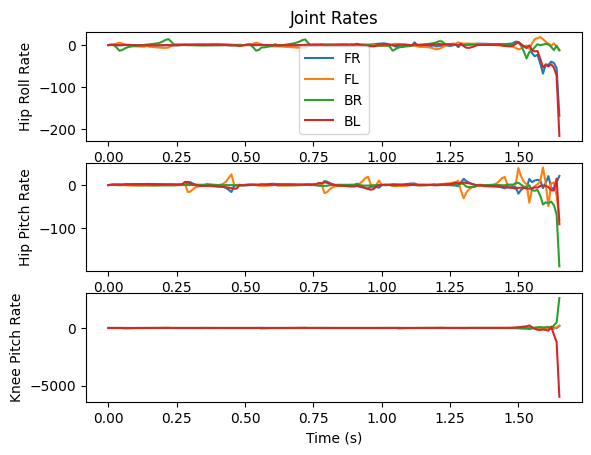 Joint Rates
Hip Roll Rate
0
−100
−200
FR
FL
BR
BL
0.00 0.25 0.50 0.75 1.00 1.25 1.50
Hip Pitch Rate
0
−100
0.00 0.25 0.50 0.75 1.00 1.25 1.50
Knee Pitch Rate
0
−5000
0.00 0.25 0.50 0.75 1.00 1.25 1.50
Time (s)